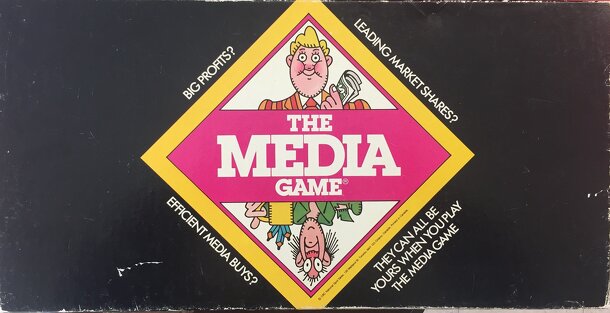 BIG PROFITS?
LEADING MARKET SHARES?
THE
MEDIA
GAME®
EFFICIENT MEDIA BUYS?
THEY CAN ALL BE
YOURS WHEN YOU PLAY
THE MEDIA GAME